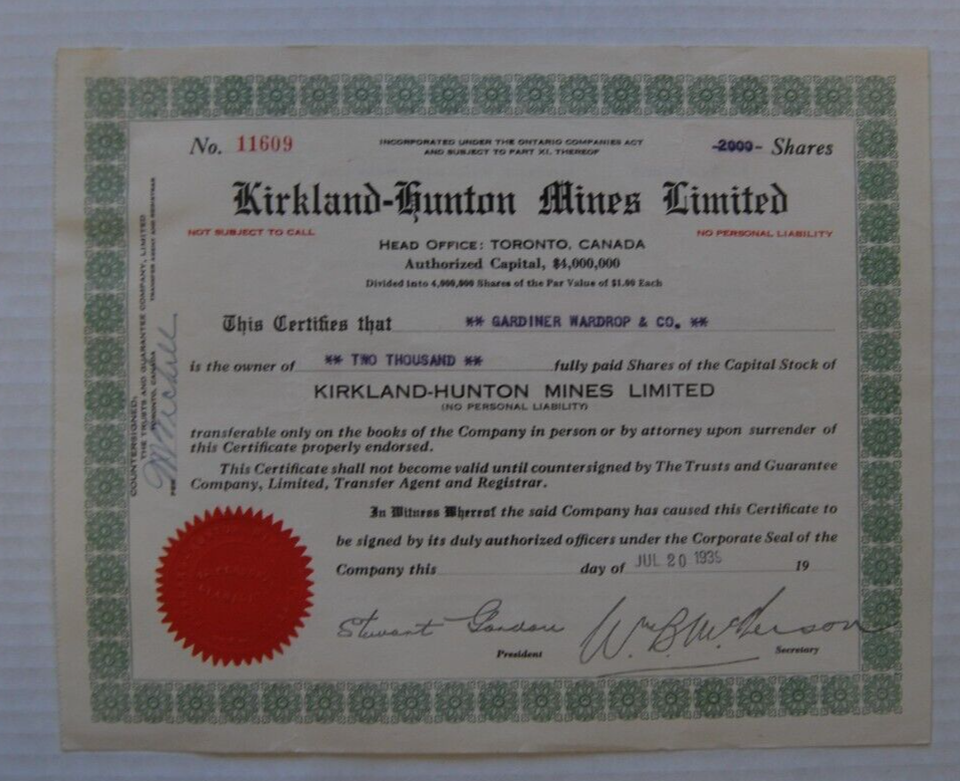 No. 11609
INCORPORATED UNDER THE ONTARIO COMPANIES ACT
AND SUBJECT TO PART XI. THEREOF
-2000- Shares
Kirkland-Hunton Mines Limited
NOT SUBJECT TO CALL
NO PERSONAL LIABILITY
HEAD OFFICE: TORONTO, CANADA
Authorized Capital, $4,000,000
Divided into 4,000,000 Shares of the Par Value of $1.00 Each
This Certifies that ** GARDINER WARDROP & CO. **
is the owner of ** TWO THOUSAND ** fully paid Shares of the Capital Stock of
KIRKLAND-HUNTON MINES LIMITED
(NO PERSONAL LIABILITY)
transferable only on the books of the Company in person or by attorney upon surrender of
this Certificate properly endorsed.
This Certificate shall not become valid until countersigned by The Trusts and Guarantee
Company, Limited, Transfer Agent and Registrar.
In Witness Whereof the said Company has caused this Certificate to
be signed by its duly authorized officers under the Corporate Seal of the
Company this day of JUL 20 193 19
Stewart Gordon
President
Secretary
COUNTERSIGNED,
THE TRUSTS AND GUARANTEE COMPANY, LIMITED
TORONTO, CANADA TRANSFER AGENT AND REGISTRAR
PER